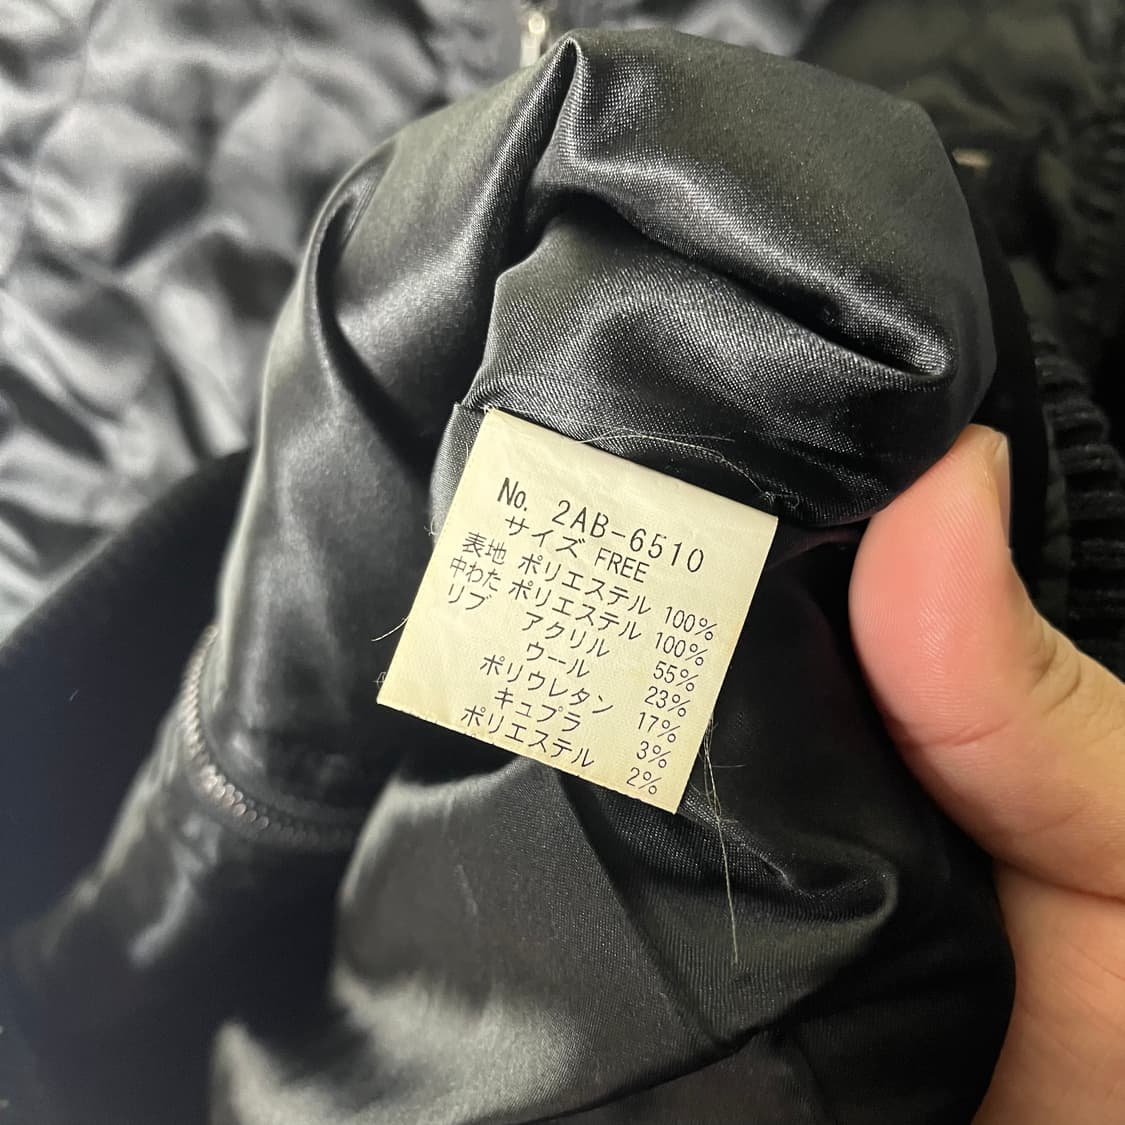 No. 2AB-6510
サイズ FREE
表地 ポリエステル 100%
中わた ポリエステル 100%
リブ アクリル 55%
ウール 23%
ポリウレタン 17%
キュプラ 3%
ポリエステル 2%